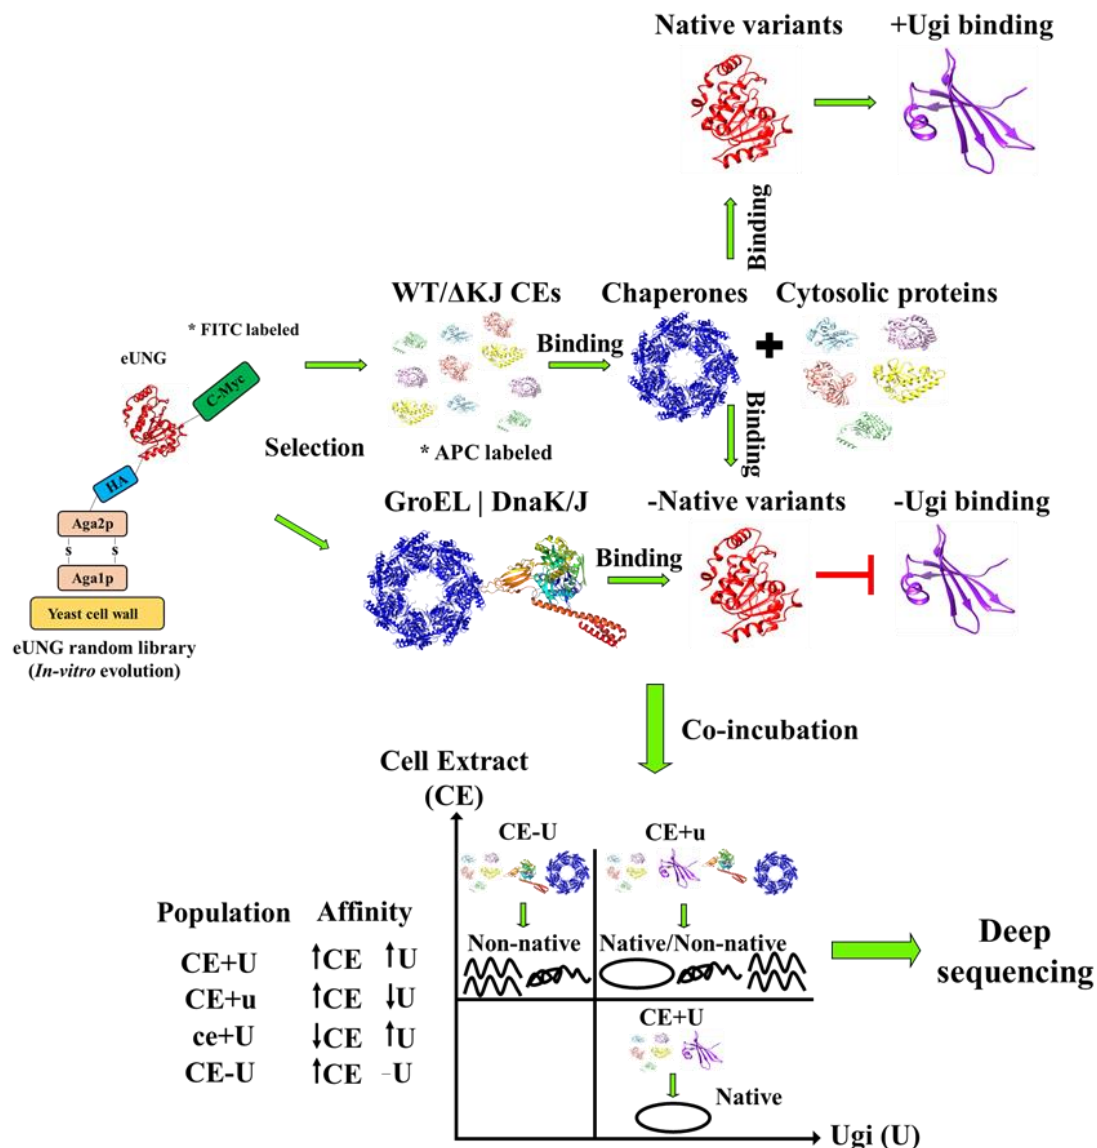 Native variants
+Ugi binding
Binding
WT/ΔKJ CEs
Chaperones
Cytosolic proteins
* FITC labeled
eUNG
C-Myc
Binding
Selection
* APC labeled
Binding
HA
GroEL | DnaK/J
-Native variants
-Ugi binding
Aga2p
Binding
S S
Aga1p
Yeast cell wall
eUNG random library
(In-vitro evolution)
Co-incubation
Cell Extract
(CE)
CE-U
CE+u
Population Affinity
Non-native
Native/Non-native
Deep
sequencing
CE+U ↑CE ↑U
CE+u ↑CE ↓U
ce+U ↓CE ↑U
CE-U ↑CE -U
CE+U
Native
Ugi (U)